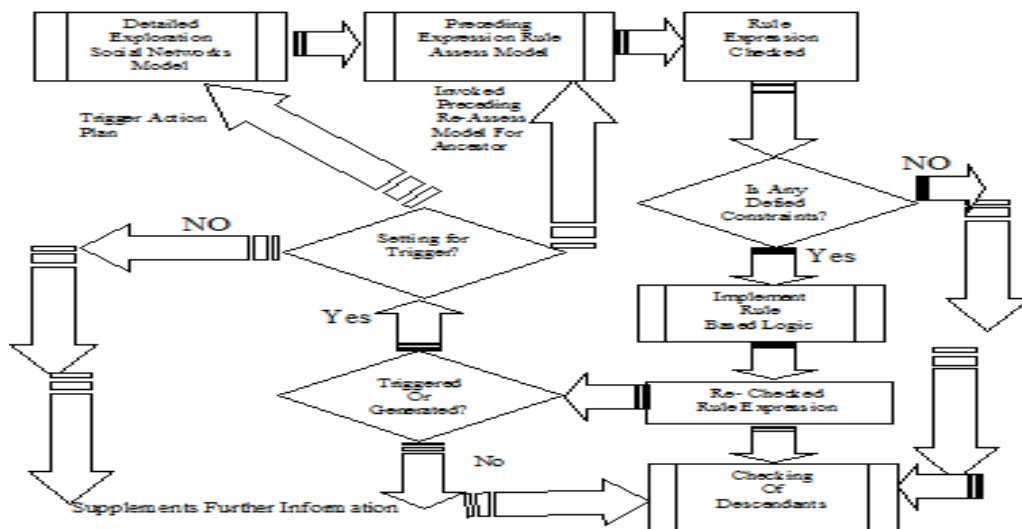 Detailed
Exploration
Social Networks
Model
Preceding
Expression Rule
Assess Model
Rule
Expression
Checked
Trigger Action
Plan
Invoked
Preceding
Re-Assess
Model For
Ancestor
NO
Is Any
Defied
Constraints?
NO
Setting for
Trigger?
Yes
Implement
Rule
Based Logic
Yes
Triggered
Or
Generated?
Re- Checked
Rule Expression
No
Checking
Of
Descendants
Supplements Further Information